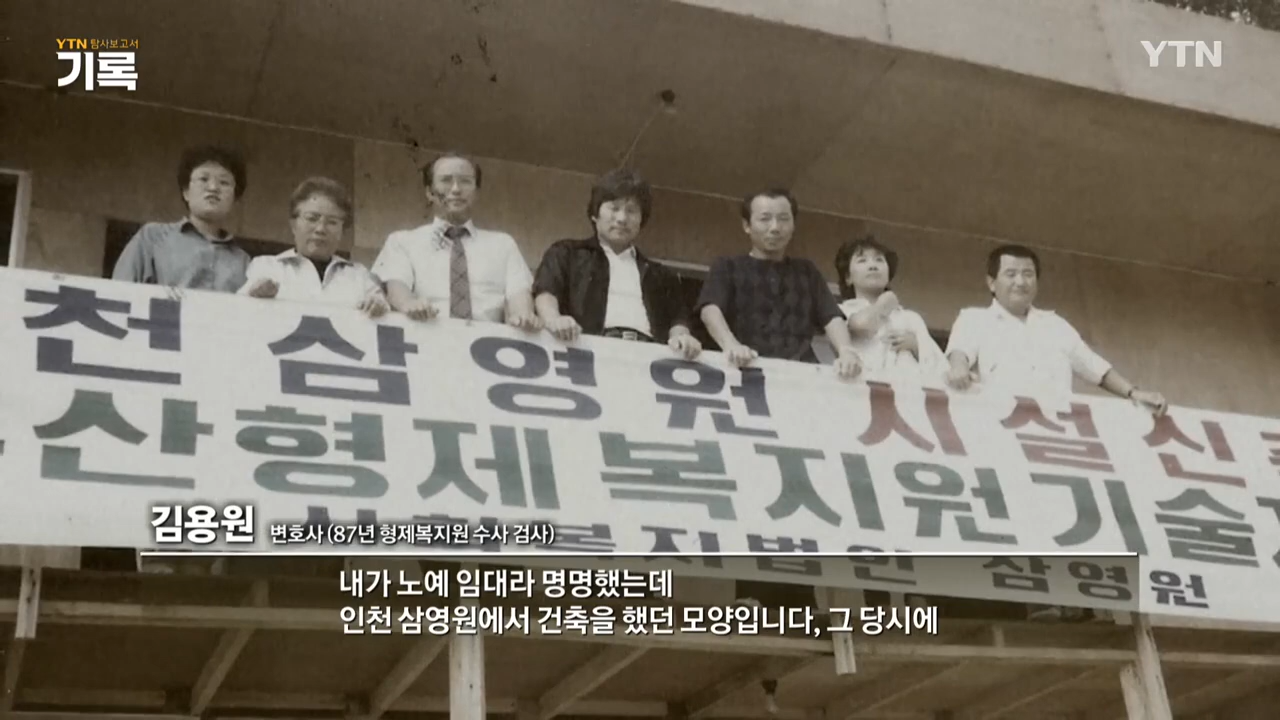 YTN 탐사보고서
기록
YTN
천 삼영원 시설신
산형제복지원기술
복지법인 삼영원
김용원 변호사 (87년 형제복지원 수사 검사)
내가 노예 임대라 명명했는데
인천 삼영원에서 건축을 했던 모양입니다, 그 당시에